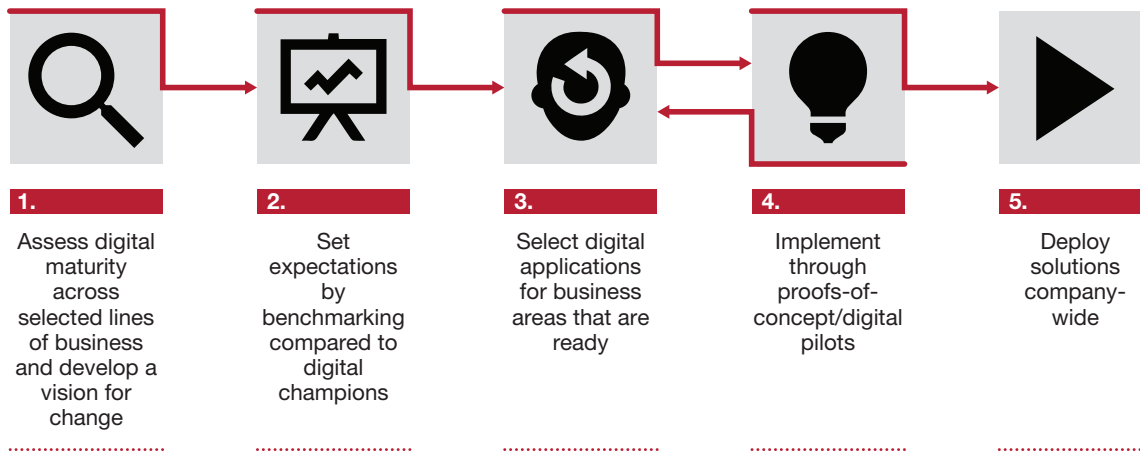 1.
Assess digital
maturity
across
selected lines
of business
and develop a
vision for
change
2.
Set
expectations
by
benchmarking
compared to
digital
champions
3.
Select digital
applications
for business
areas that are
ready
4.
Implement
through
proofs-of-
concept/digital
pilots
5.
Deploy
solutions
company-
wide